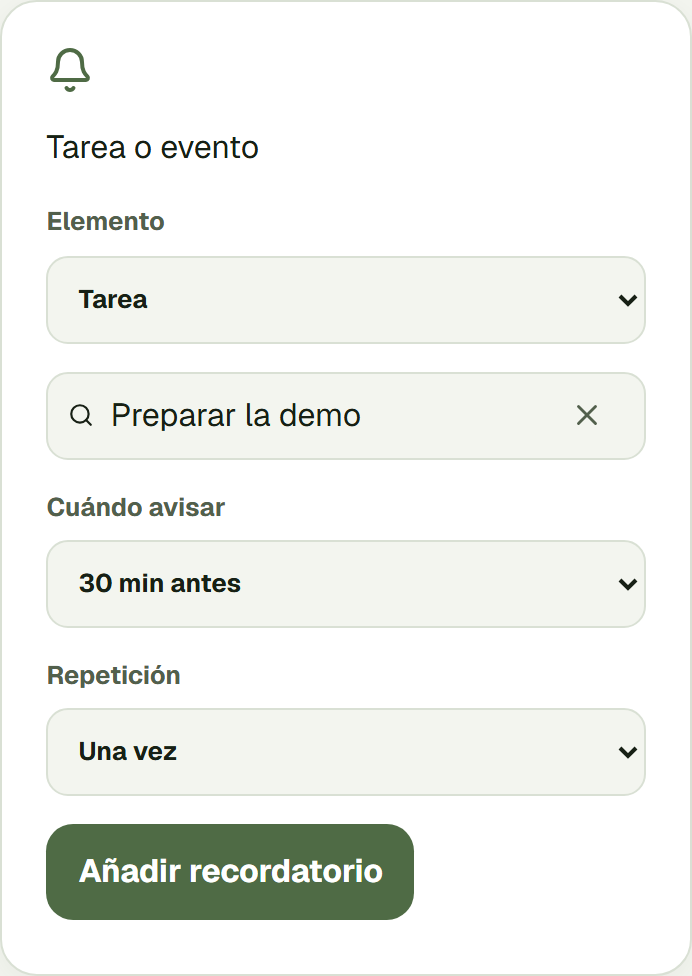 Tarea o evento
Elemento
Tarea
Preparar la demo
Cuándo avisar
30 min antes
Repetición
Una vez
Añadir recordatorio